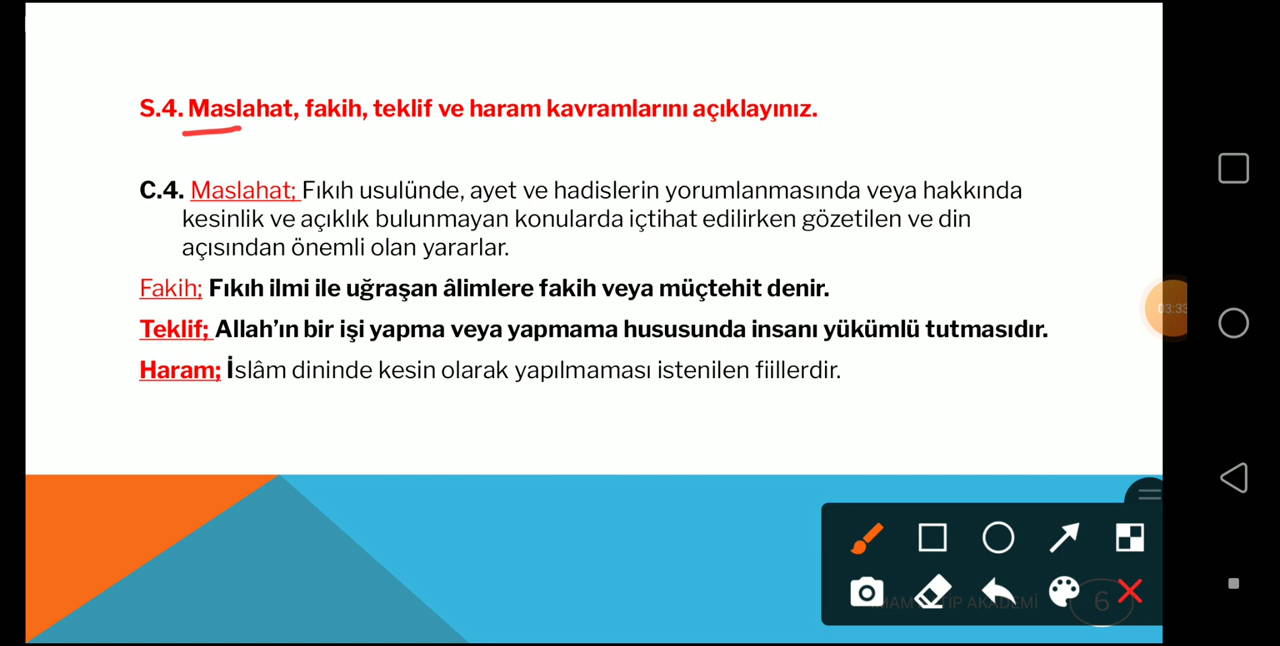 S.4. Maslahat, fakih, teklif ve haram kavramlarını açıklayınız.
C.4. Maslahat; Fıkıh usulünde, ayet ve hadislerin yorumlanmasında veya hakkında
kesinlik ve açıklık bulunmayan konularda içtihat edilirken gözetilen ve din
açısından önemli olan yararlar.
Fakih; Fıkıh ilmi ile uğraşan âlimlere fakih veya müçtehit denir.
Teklif; Allah’ın bir işi yapma veya yapmama hususunda insanı yükümlü tutmasıdır.
Haram; İslâm dininde kesin olarak yapılmaması istenilen fiillerdir.
03:33
AKADEMİ 6